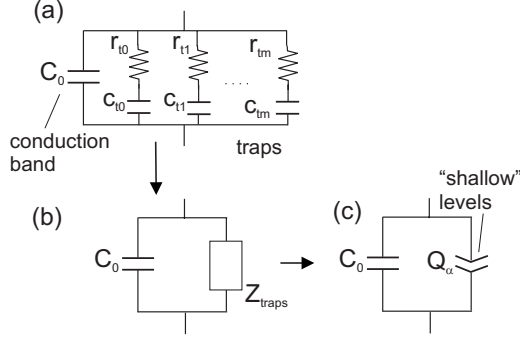 (a)
r_t0 r_t1 r_tm
C_0
....
c_t0 c_t1 c_tm
conduction
band
traps
"shallow"
levels
(b) (c)
C_0
Z_traps
C_0 Q_α